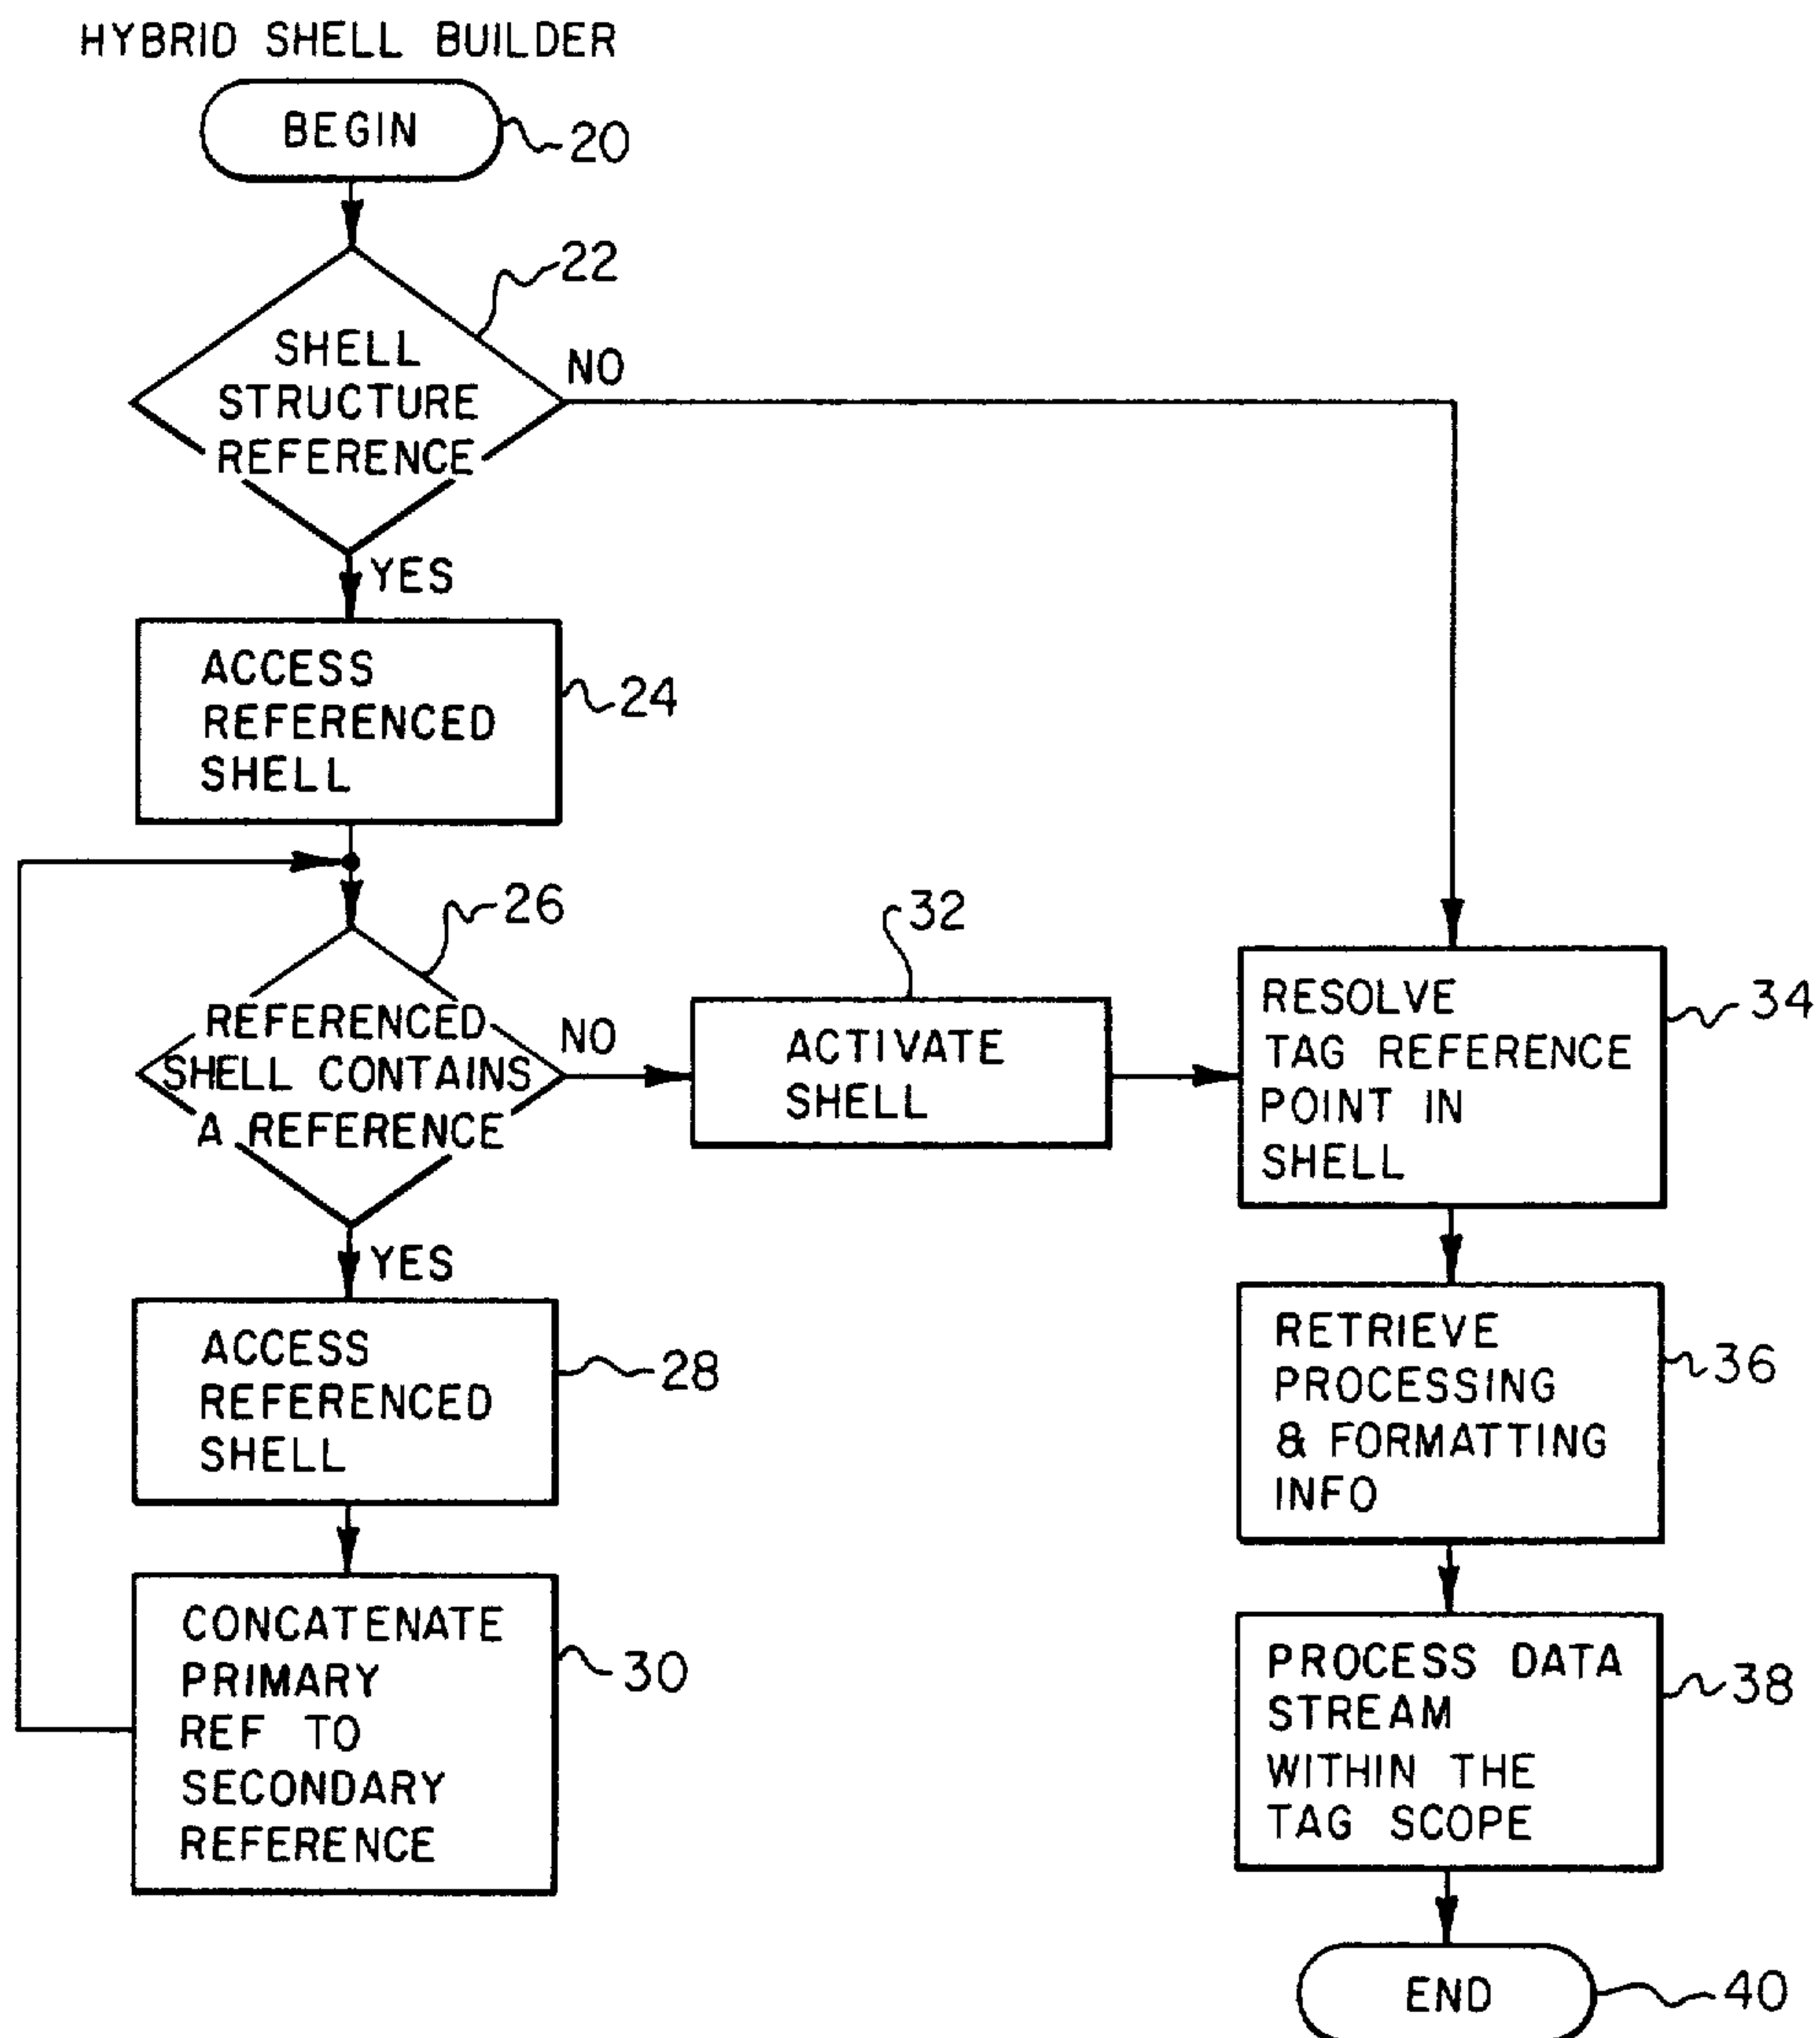 HYBRID SHELL BUILDER
BEGIN
20
22
SHELL
STRUCTURE
REFERENCE
NO
YES
ACCESS
REFERENCED
SHELL
24
26
REFERENCED
SHELL CONTAINS
A REFERENCE
NO
32
ACTIVATE
SHELL
RESOLVE
TAG REFERENCE
POINT IN
SHELL
34
YES
ACCESS
REFERENCED
SHELL
28
RETRIEVE
PROCESSING
& FORMATTING
INFO
36
CONCATENATE
PRIMARY
REF TO
SECONDARY
REFERENCE
30
PROCESS DATA
STREAM
WITHIN THE
TAG SCOPE
38
END
40